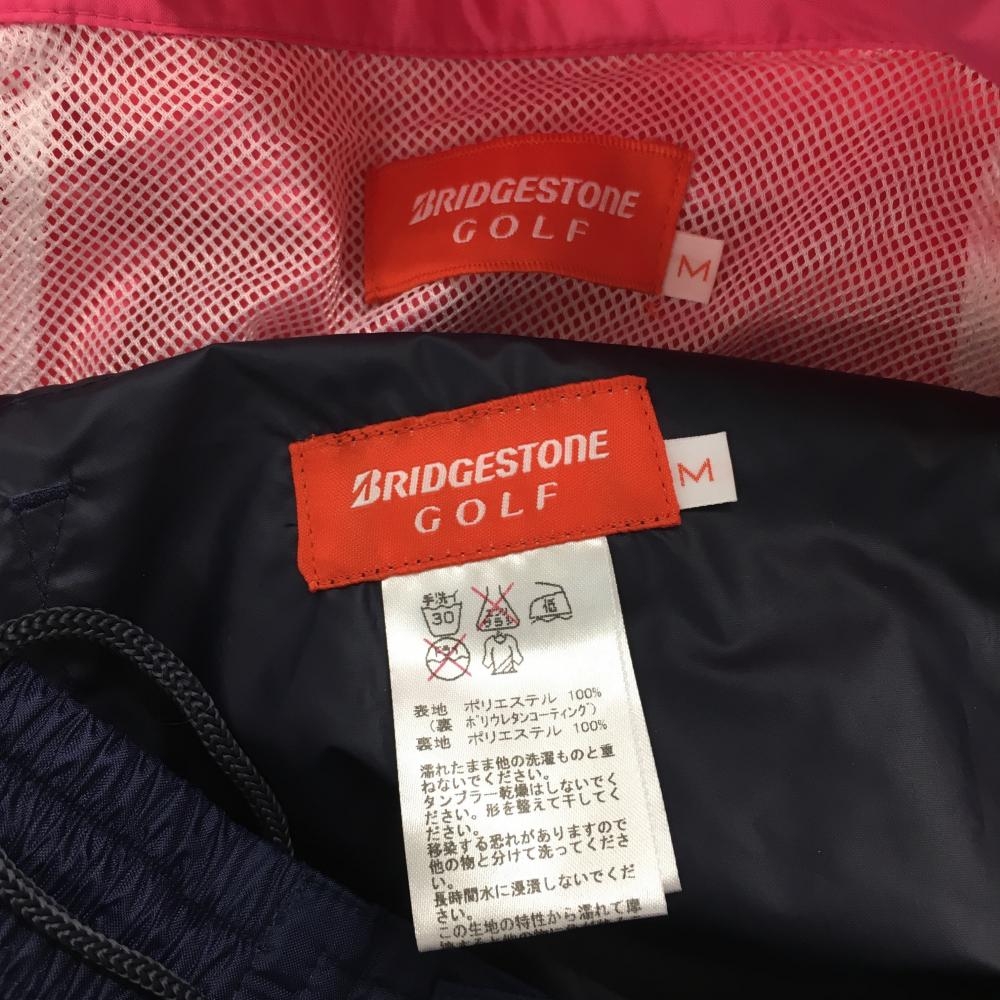 BRIDGESTONE
GOLF
M
BRIDGESTONE
GOLF
M
手洗イ
30
エンソ
サラシ
低
表地 ポリエステル 100%
(裏 ポリウレタンコーティング)
裏地 ポリエステル 100%
濡れたまま他の洗濯ものと重
ねないでください。
タンブラー乾燥はしないでく
ださい。形を整えて干してく
ださい。
移染する恐れがありますので
他の物と分けて洗ってくださ
い。
長時間水に浸漬しないでくだ
さい。
この生地の特性から濡れて摩